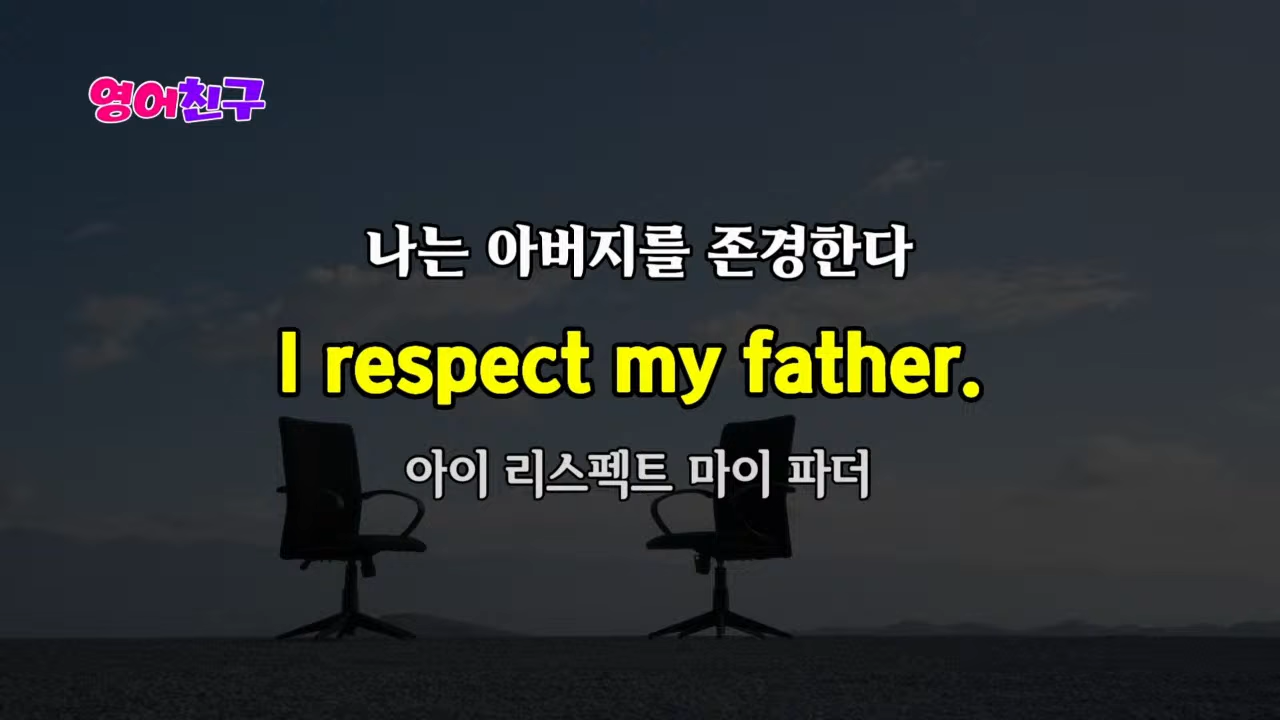 영어친구
나는 아버지를 존경한다
I respect my father.
아이 리스펙트 마이 파더